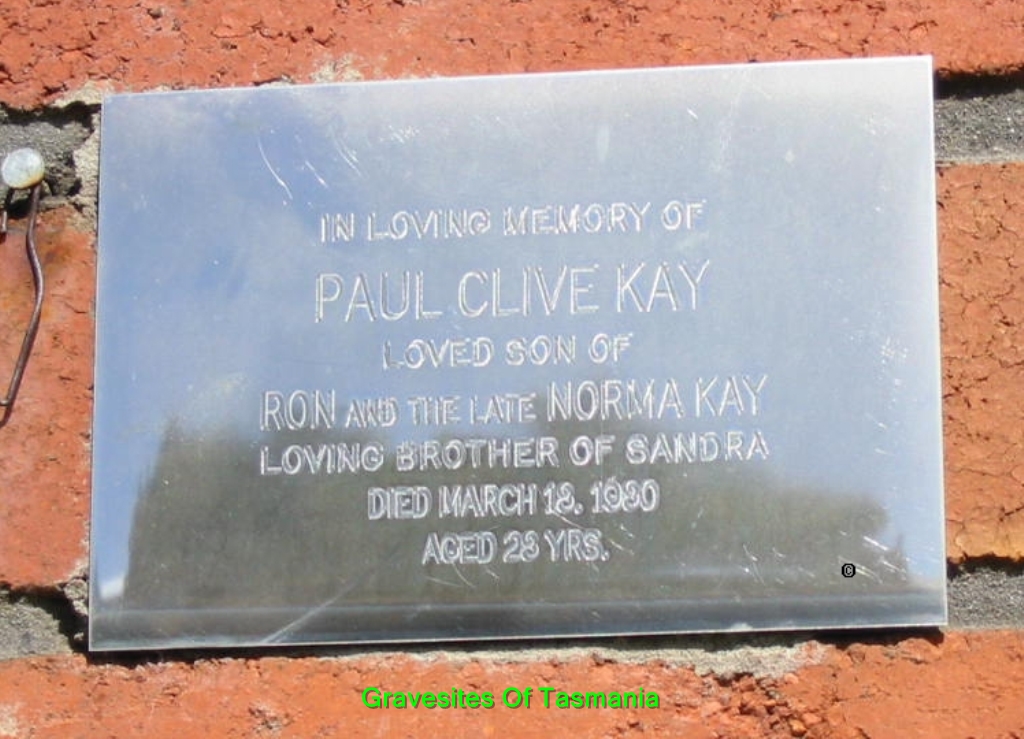 IN LOVING MEMORY OF
PAUL CLIVE KAY
LOVED SON OF
RON AND THE LATE NORMA KAY
LOVING BROTHER OF SANDRA
DIED MARCH 18. 1980
AGED 28 YRS.
©
Gravesites Of Tasmania